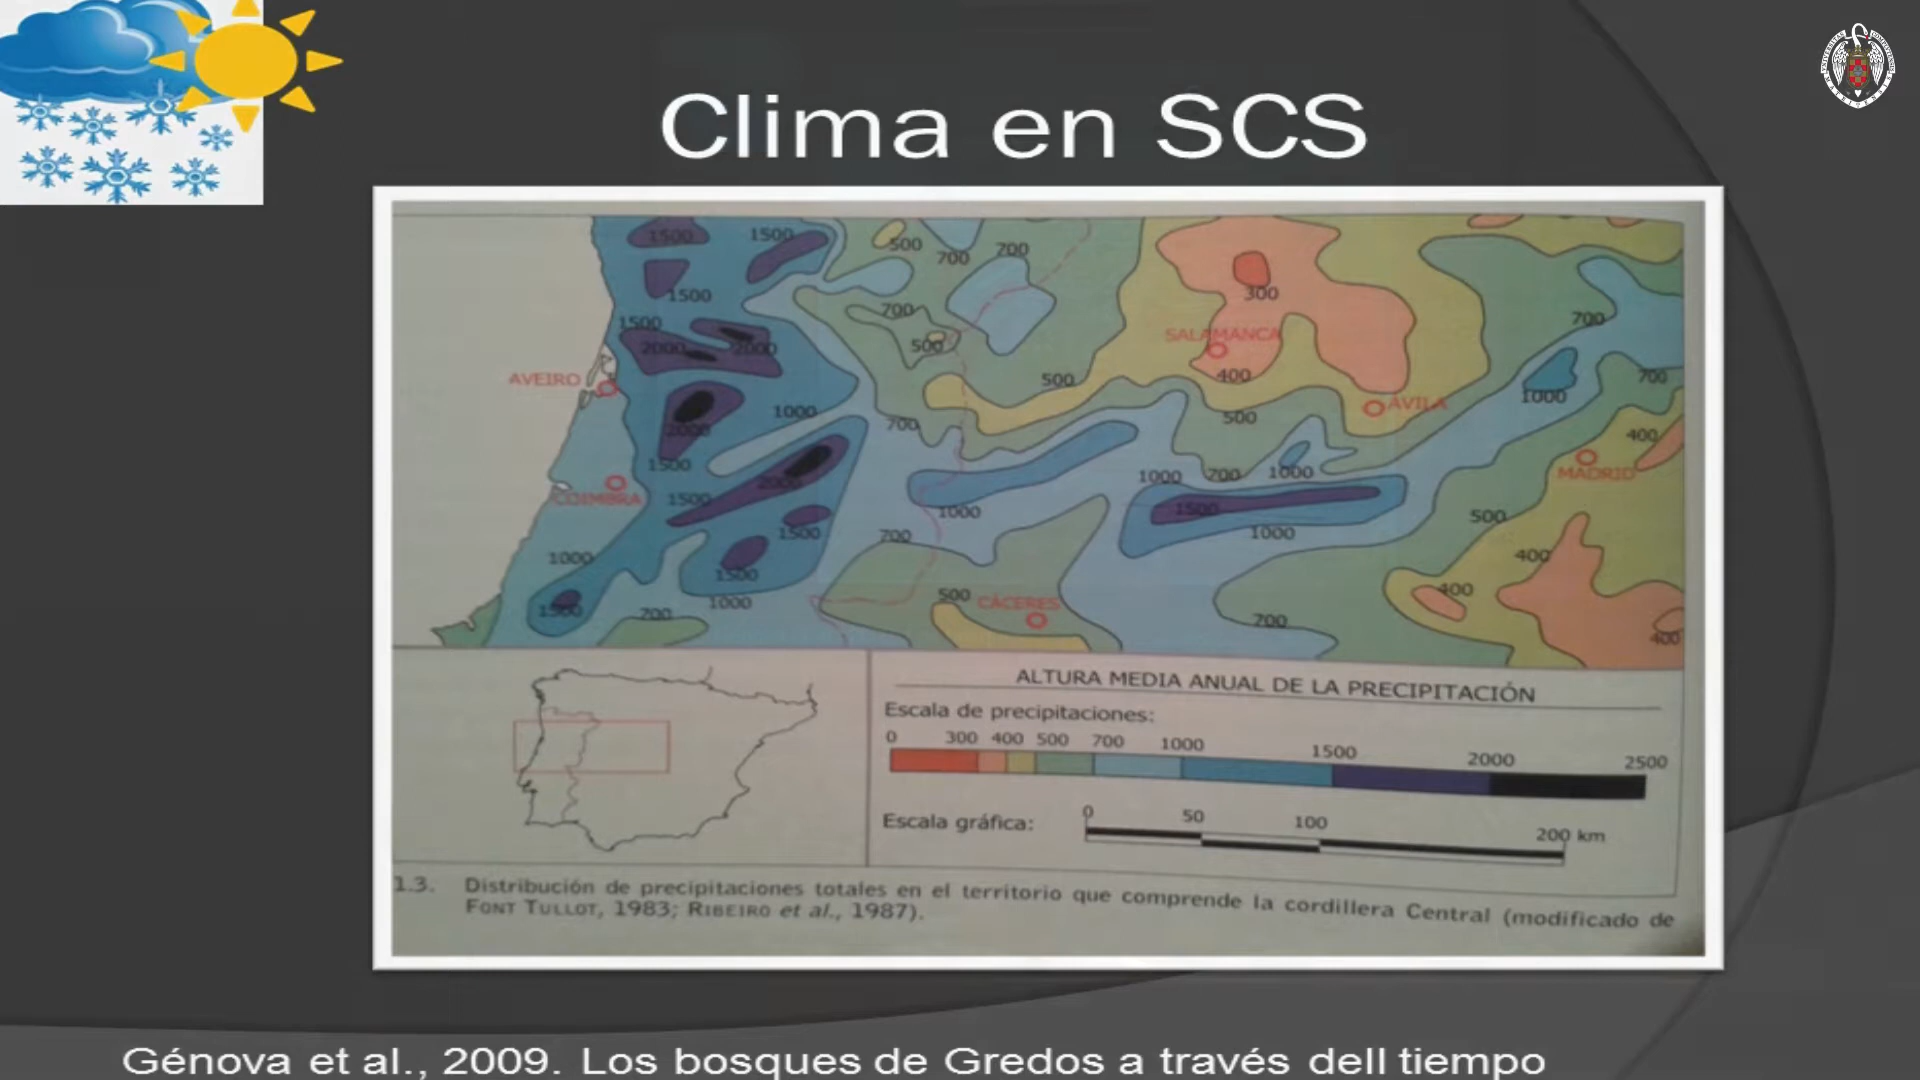 Clima en SCS
1500
1500
500
700
700
1500
300
1500
700
700
SALAMANCA
2000
2000
500
AVEIRO
500
400
700
1000
ÁVILA
1000
500
700
2000
400
1500
MADRID
2000
1000
700
1000
COIMBRA
1500
1500
1000
500
1500
700
1000
1000
400
1500
400
500
CÁCERES
1000
1500
700
700
400
ALTURA MEDIA ANUAL DE LA PRECIPITACIÓN
Escala de precipitaciones:
0 300 400 500 700 1000 1500 2000 2500
Escala gráfica:
0 50 100 200 km
1.3. Distribución de precipitaciones totales en el territorio que comprende la cordillera Central (modificado de
FONT TULLOT, 1983; RIBEIRO et al., 1987).
Génova et al., 2009. Los bosques de Gredos a través dell tiempo